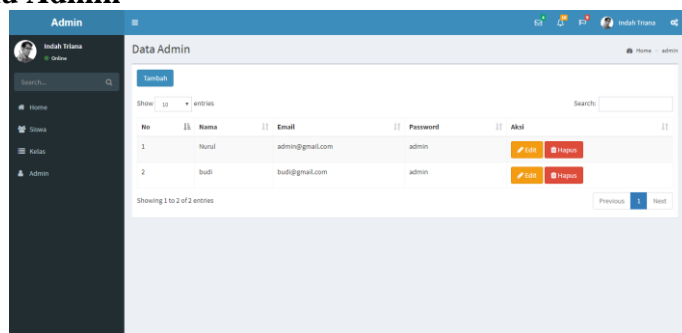 Admin
Indah Triana
Indah Triana
Online
Data Admin
Home > admin
Search...
Tambah
Show 10 entries
Search:
Home
No Nama Email Password Aksi
Siswa
1 Nurul admin@gmail.com admin Edit Hapus
Kelas
2 budi budi@gmail.com admin Edit Hapus
Admin
Showing 1 to 2 of 2 entries
Previous 1 Next